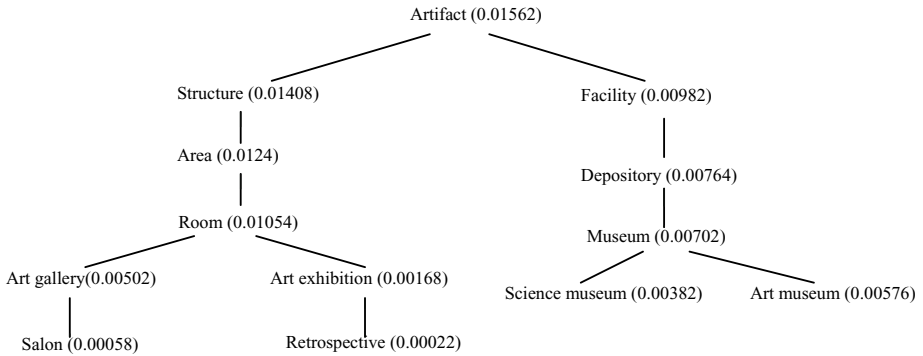 Artifact (0.01562)
Structure (0.01408)
Facility (0.00982)
Area (0.0124)
Depository (0.00764)
Room (0.01054)
Museum (0.00702)
Art gallery(0.00502)
Art exhibition (0.00168)
Science museum (0.00382)
Art museum (0.00576)
Salon (0.00058)
Retrospective (0.00022)